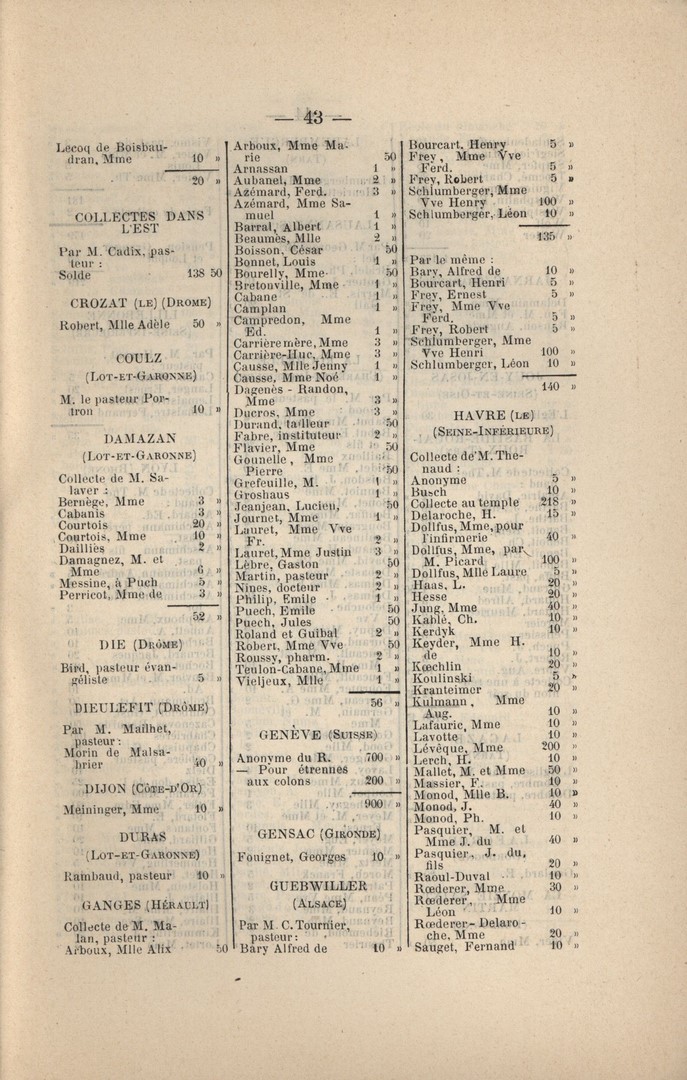 — 43 —
Lecoq de Boisbau-
dran, Mme 10 »
20 »
COLLECTES DANS
L'EST
Par M. Cadix, pas-
teur :
Solde 138 50
CROZAT (LE) (DROME)
Robert, Mlle Adèle 50 »
COULZ
(LOT-ET-GARONNE)
M. le pasteur Por-
tron 10 »
DAMAZAN
(LOT-ET-GARONNE)
Collecte de M. Sa-
laver :
Bernège, Mme 3 »
Cabanis 3 »
Courtois 20 »
Courtois, Mme 10 »
Dailliès 2 »
Damagnez, M. et
Mme 6 »
Messine, à Puch 5 »
Perricot, Mme de 3 »
52 »
DIE (DRÔME)
Bird, pasteur évan-
géliste 5 »
DIEULEFIT (DRÔME)
Par M. Mailhet,
pasteur :
Morin de Malsa-
brier 40 »
DIJON (CÔTE-D'OR)
Meininger, Mme 10 »
DURAS
(LOT-ET-GARONNE)
Rambaud, pasteur 10 »
GANGES (HÉRAULT)
Collecte de M. Ma-
lan, pasteur :
Arboux, Mlle Alix 50
Arboux, Mme Ma-
rie 50
Arnassan 1 »
Aubanel, Mme 2 »
Azémard, Ferd. 3 »
Azémard, Mme Sa-
muel 1 »
Barral, Albert 1 »
Beaumès, Mlle 2 »
Boisson, César 50
Bonnet, Louis 1 »
Bourelly, Mme 50
Bretonville, Mme 1 »
Cabane 1 »
Camplan 1 »
Campredon, Mme
Ed. 1 »
Carrière mère, Mme 3 »
Carrière-Huc, Mme 3 »
Causse, Mlle Jenny 1 »
Causse, Mme Noé 1 »
Dagenès - Randon,
Mme 3 »
Ducros, Mme 3 »
Durand, tailleur 50
Fabre, instituteur 2 »
Flavier, Mme 50
Gounelle, Mme
Pierre 50
Grefeuille, M. 1 »
Groshaus 1 »
Jeanjean, Lucien, 50
Journet, Mme 1 »
Lauret, Mme Vve
Fr. 2 »
Lauret, Mme Justin 3 »
Lèbre, Gaston 50
Martin, pasteur 2 »
Nines, docteur 2 »
Philip, Emile 1 »
Puech, Emile 50
Puech, Jules 50
Roland et Guibal 2 »
Robert, Mme Vve 50
Roussy, pharm. 2 »
Teulon-Cabane, Mme 1 »
Vieljeux, Mlle 1 »
56 »
GENÈVE (SUISSE)
Anonyme du R. 700 »
— Pour étrennes
aux colons 200 »
900 »
GENSAC (GIRONDE)
Fouignet, Georges 10 »
GUEBWILLER
(ALSACE)
Par M. C. Tournier,
pasteur :
Bary Alfred de 10 »
Bourcart, Henry 5 »
Frey, Mme Vve
Ferd. 5 »
Frey, Robert 5 »
Schlumberger, Mme
Vve Henry 100 »
Schlumberger, Léon 10 »
135 »
Par le même :
Bary, Alfred de 10 »
Bourcart, Henri 5 »
Frey, Ernest 5 »
Frey, Mme Vve
Ferd. 5 »
Frey, Robert 5 »
Schlumberger, Mme
Vve Henri 100 »
Schlumberger, Léon 10 »
140 »
HAVRE (LE)
(SEINE-INFÉRIEURE)
Collecte de M. The-
naud :
Anonyme 5 »
Busch 10 »
Collecte au temple 218 »
Delaroche, H. 15 »
Dollfus, Mme, pour
l'infirmerie 40 »
Dollfus, Mme, par
M. Picard 100 »
Dollfus, Mlle Laure 5 »
Haas, L. 20 »
Hesse 20 »
Jung, Mme 40 »
Kablé, Ch. 10 »
Kerdyk 10 »
Keyder, Mme H.
de 10 »
Kœchlin 20 »
Koulinski 5 »
Kranteimer 20 »
Kulmann, Mme
Aug. 10 »
Lafaurie, Mme 10 »
Lavotte 10 »
Lévêque, Mme 200 »
Lerch, H. 10 »
Mallet, M. et Mme 50 »
Massier, F. 10 »
Monod, Mlle B. 10 »
Monod, J. 40 »
Monod, Ph. 10 »
Pasquier, M. et
Mme J. du 40 »
Pasquier, J. du,
fils 20 »
Raoul-Duval 10 »
Rœderer, Mme 30 »
Rœderer, Mme
Léon 10 »
Rœderer-Delaro-
che, Mme 20 »
Sauget, Fernand 10 »